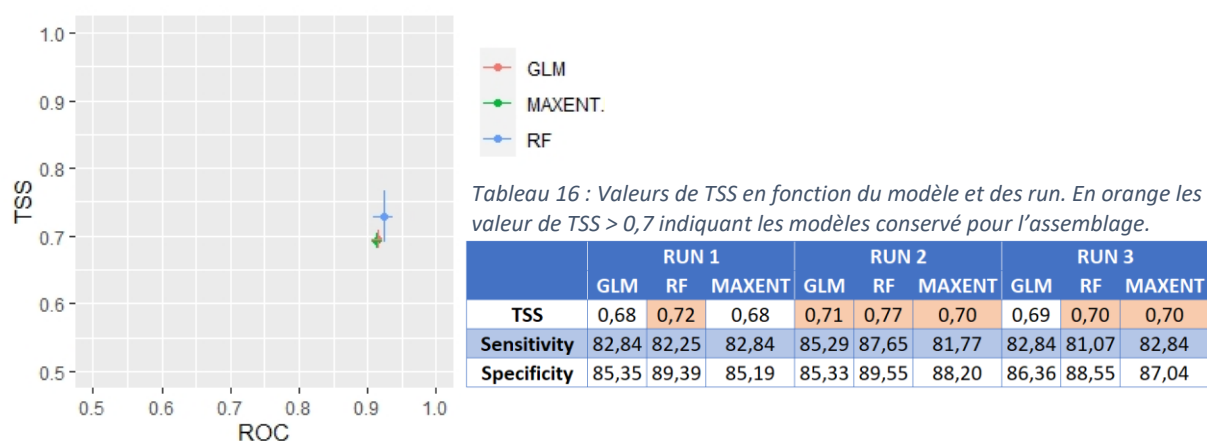 1.0
0.9
0.8
0.7
0.6
0.5
TSS
0.5 0.6 0.7 0.8 0.9 1.0
ROC
GLM
MAXENT.
RF
Tableau 16 : Valeurs de TSS en fonction du modèle et des run. En orange les
valeur de TSS > 0,7 indiquant les modèles conservé pour l'assemblage.
RUN 1 RUN 2 RUN 3
GLM RF MAXENT GLM RF MAXENT GLM RF MAXENT
TSS 0,68 0,72 0,68 0,71 0,77 0,70 0,69 0,70 0,70
Sensitivity 82,84 82,25 82,84 85,29 87,65 81,77 82,84 81,07 82,84
Specificity 85,35 89,39 85,19 85,33 89,55 88,20 86,36 88,55 87,04